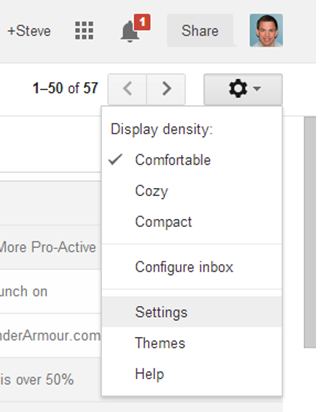 +Steve
1
Share
1–50 of 57
Display density:
Comfortable
Cozy
Compact
Configure inbox
More Pro-Active
unch on
Settings
nderArmour.com
Themes
is over 50%
Help